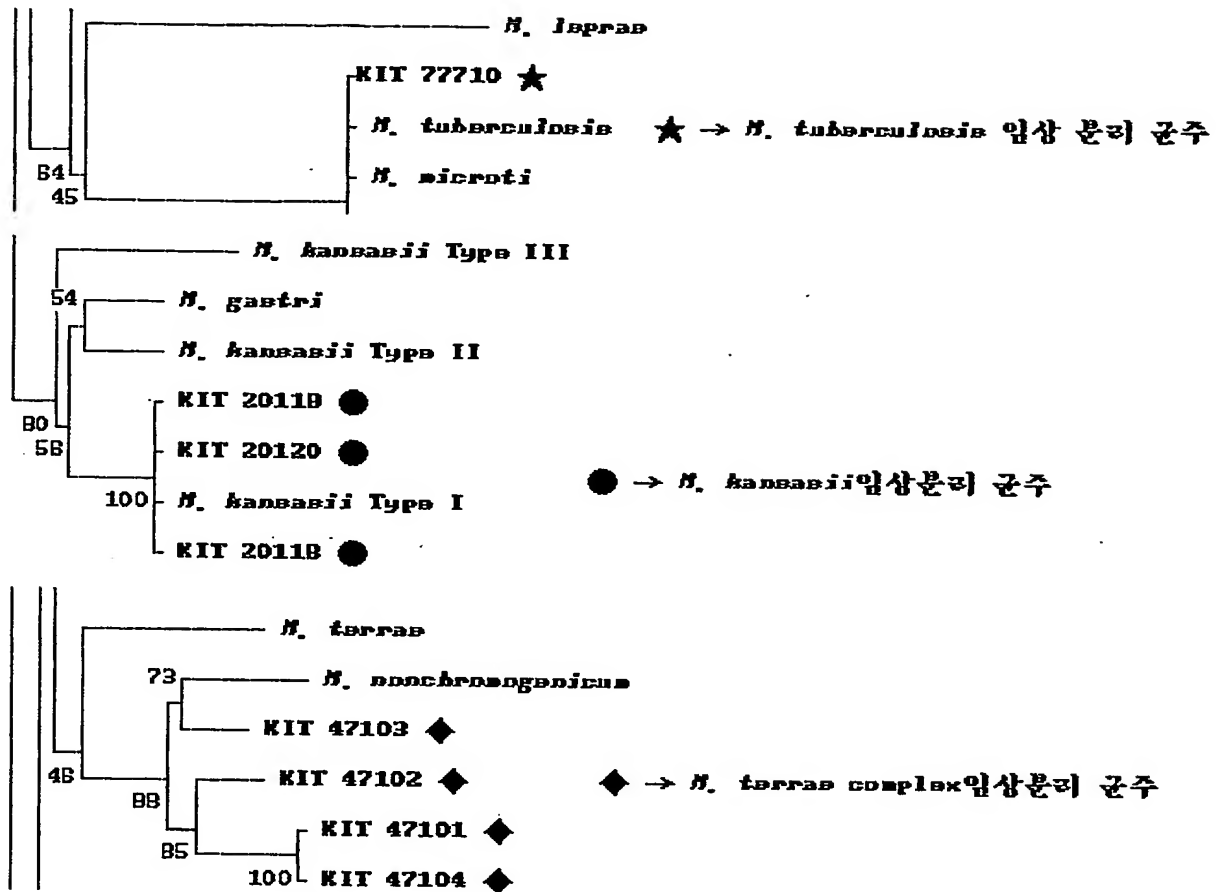 M. leprae
KIT 77710 ★
M. tuberculosis ★ → M. tuberculosis 임상 분리 균주
M. microti
64
45
M. kansasii Type III
54
M. gastri
M. kansasii Type II
KIT 20119 ●
80
KIT 20120 ●
56
● → M. kansasii임상분리 균주
100
M. kansasii Type I
KIT 20118 ●
M. terrae
73
M. nonchromogenicum
KIT 47103 ◆
46
KIT 47102 ◆ ◆ → M. terrae complex임상분리 균주
88
KIT 47101 ◆
85
100
KIT 47104 ◆